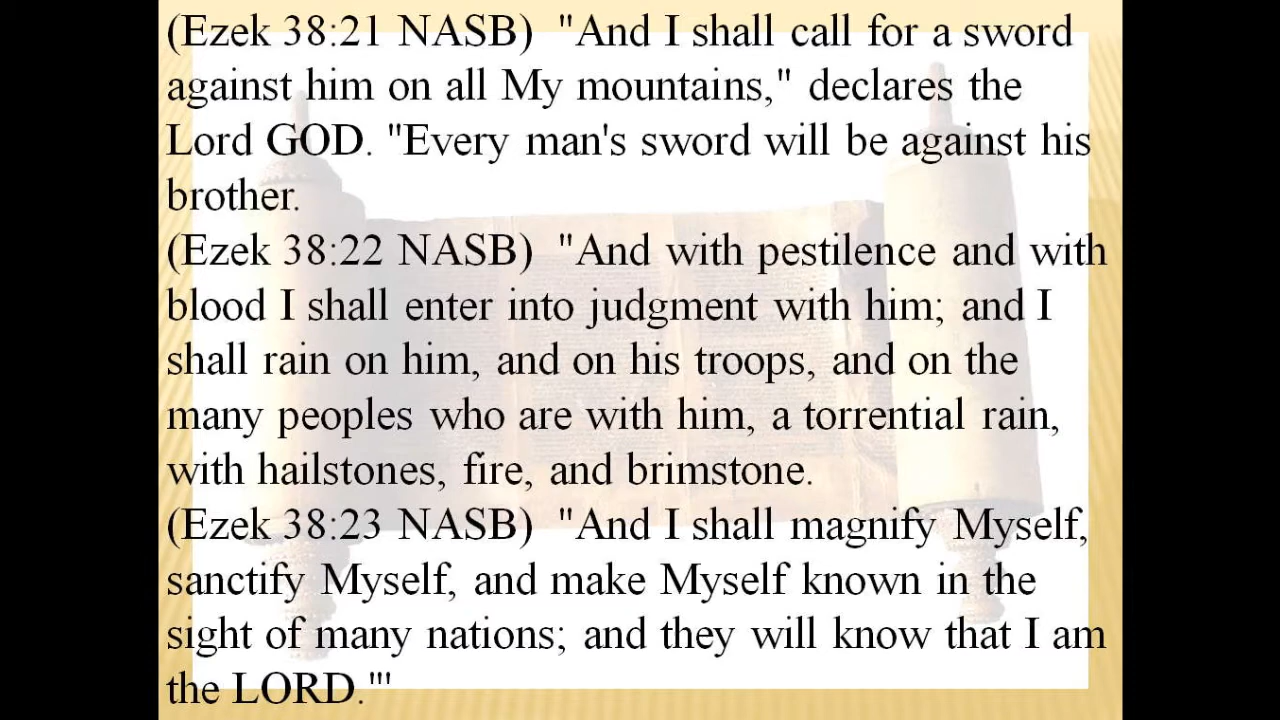 (Ezek 38:21 NASB)  "And I shall call for a sword
against him on all My mountains," declares the
Lord GOD. "Every man's sword will be against his
brother.
(Ezek 38:22 NASB)  "And with pestilence and with
blood I shall enter into judgment with him; and I
shall rain on him, and on his troops, and on the
many peoples who are with him, a torrential rain,
with hailstones, fire, and brimstone.
(Ezek 38:23 NASB)  "And I shall magnify Myself,
sanctify Myself, and make Myself known in the
sight of many nations; and they will know that I am
the LORD."'